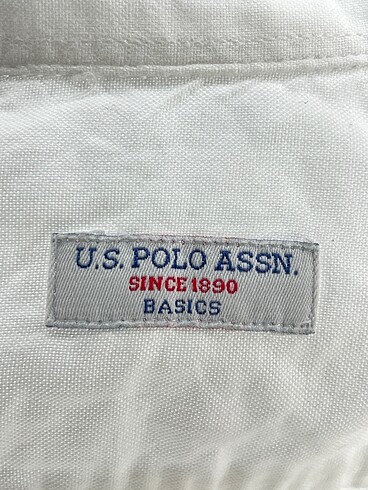 U.S. POLO ASSN.
SINCE 1890
BASICS